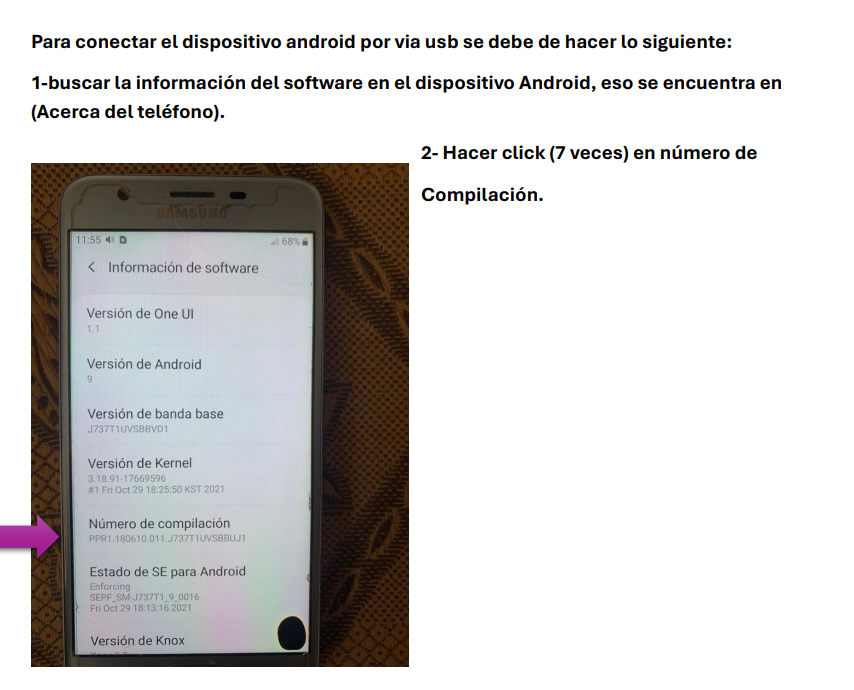 Para conectar el dispositivo android por via usb se debe de hacer lo siguiente:
1-buscar la información del software en el dispositivo Android, eso se encuentra en
(Acerca del teléfono).
2- Hacer click (7 veces) en número de
Compilación.
SAMSUNG
11:55 68%
Información de software
Versión de One UI
1.1
Versión de Android
9
Versión de banda base
J737T1UVSBBVD1
Versión de Kernel
3.18.91-17669596
#1 Fri Oct 29 18:25:50 KST 2021
Número de compilación
PPR1.180610.011.J737T1UVSBBUJ1
Estado de SE para Android
Enforcing
SEPF_SM-J737T1_9_0016
Fri Oct 29 18:13:16 2021
Versión de Knox